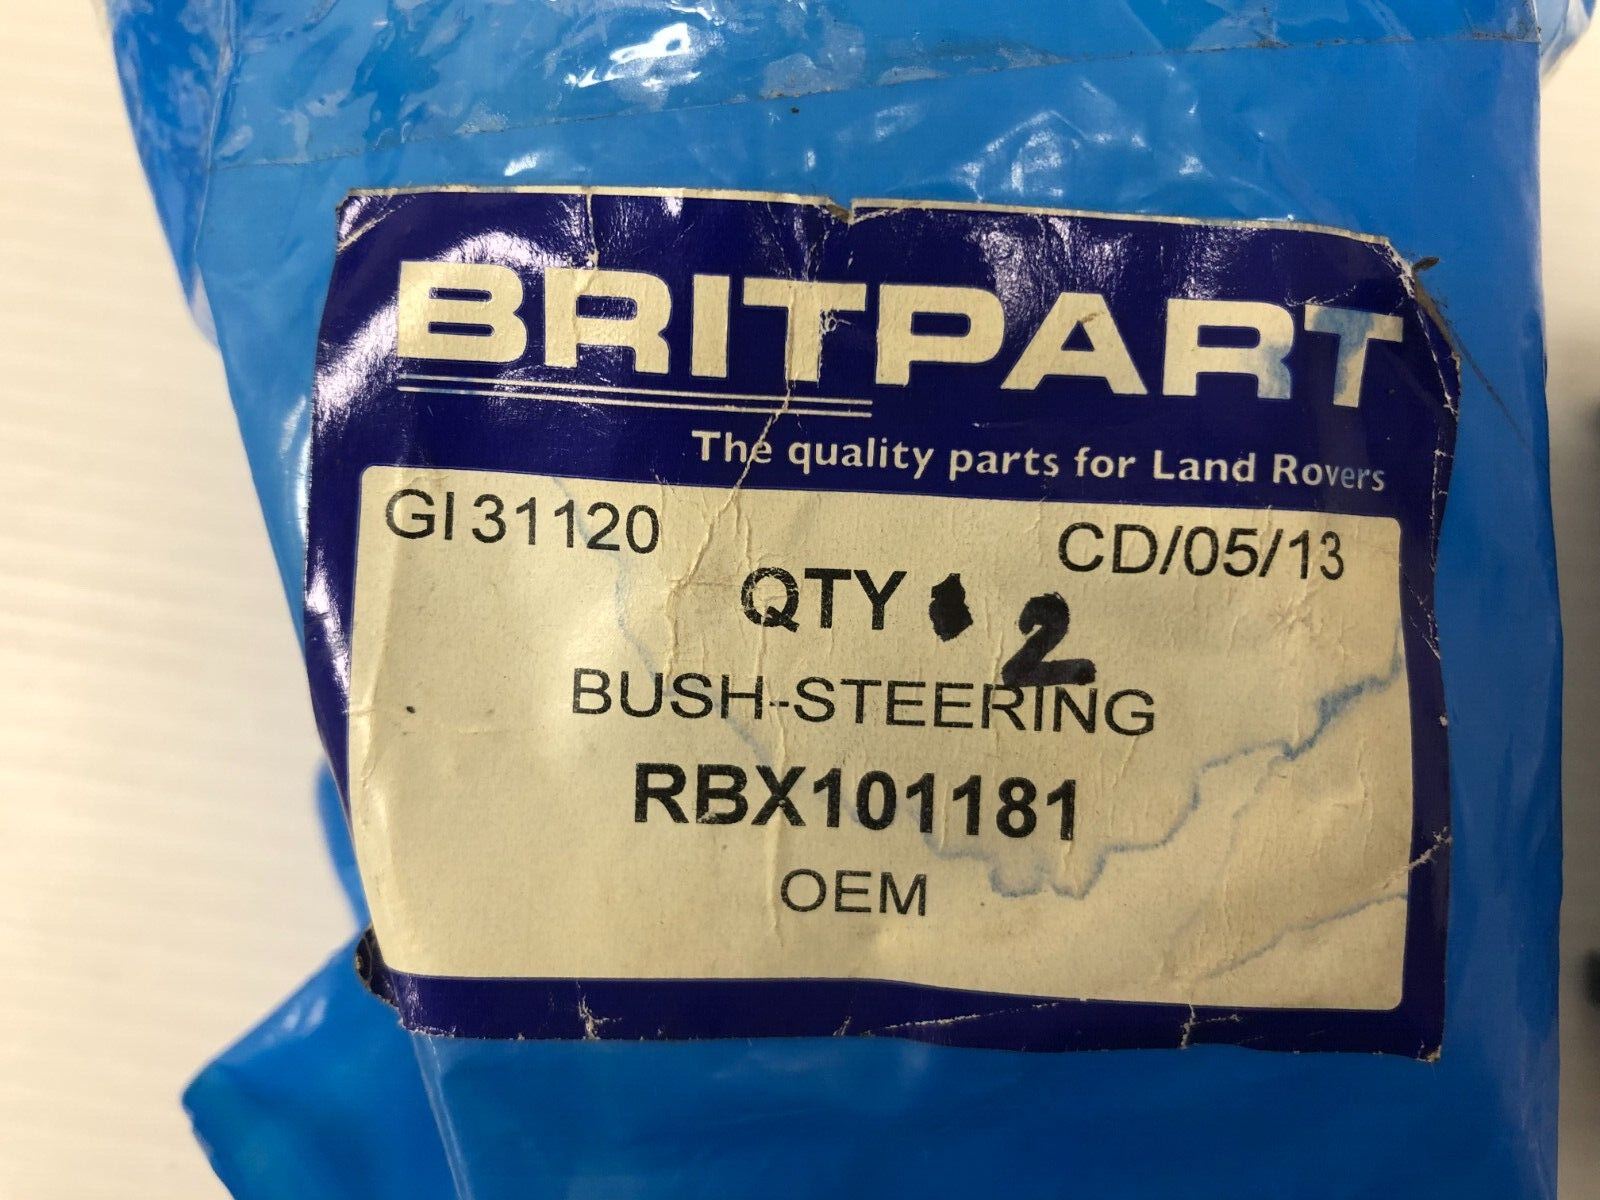 BRITPART
The quality parts for Land Rovers
GI 31120
CD/05/13
QTY 2
BUSH-STEERING
RBX101181
OEM